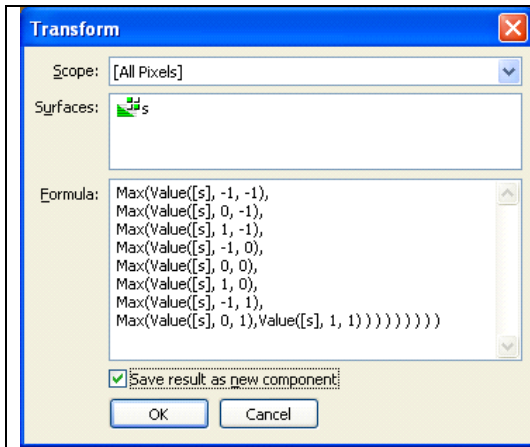 Transform
Scope: [All Pixels]
Surfaces: s
Formula: Max(Value([s], -1, -1),
Max(Value([s], 0, -1),
Max(Value([s], 1, -1),
Max(Value([s], -1, 0),
Max(Value([s], 0, 0),
Max(Value([s], 1, 0),
Max(Value([s], -1, 1),
Max(Value([s], 0, 1),Value([s], 1, 1) ) ) ) ) ) ) ) )
Save result as new component
OK Cancel